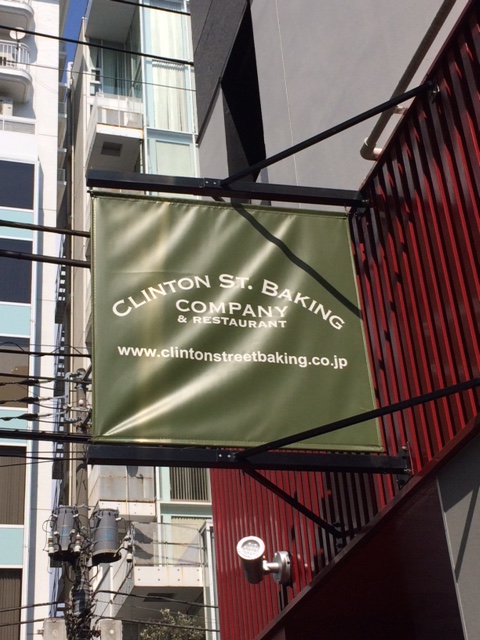 CLINTON ST. BAKING
COMPANY
& RESTAURANT
www.clintonstreetbaking.co.jp